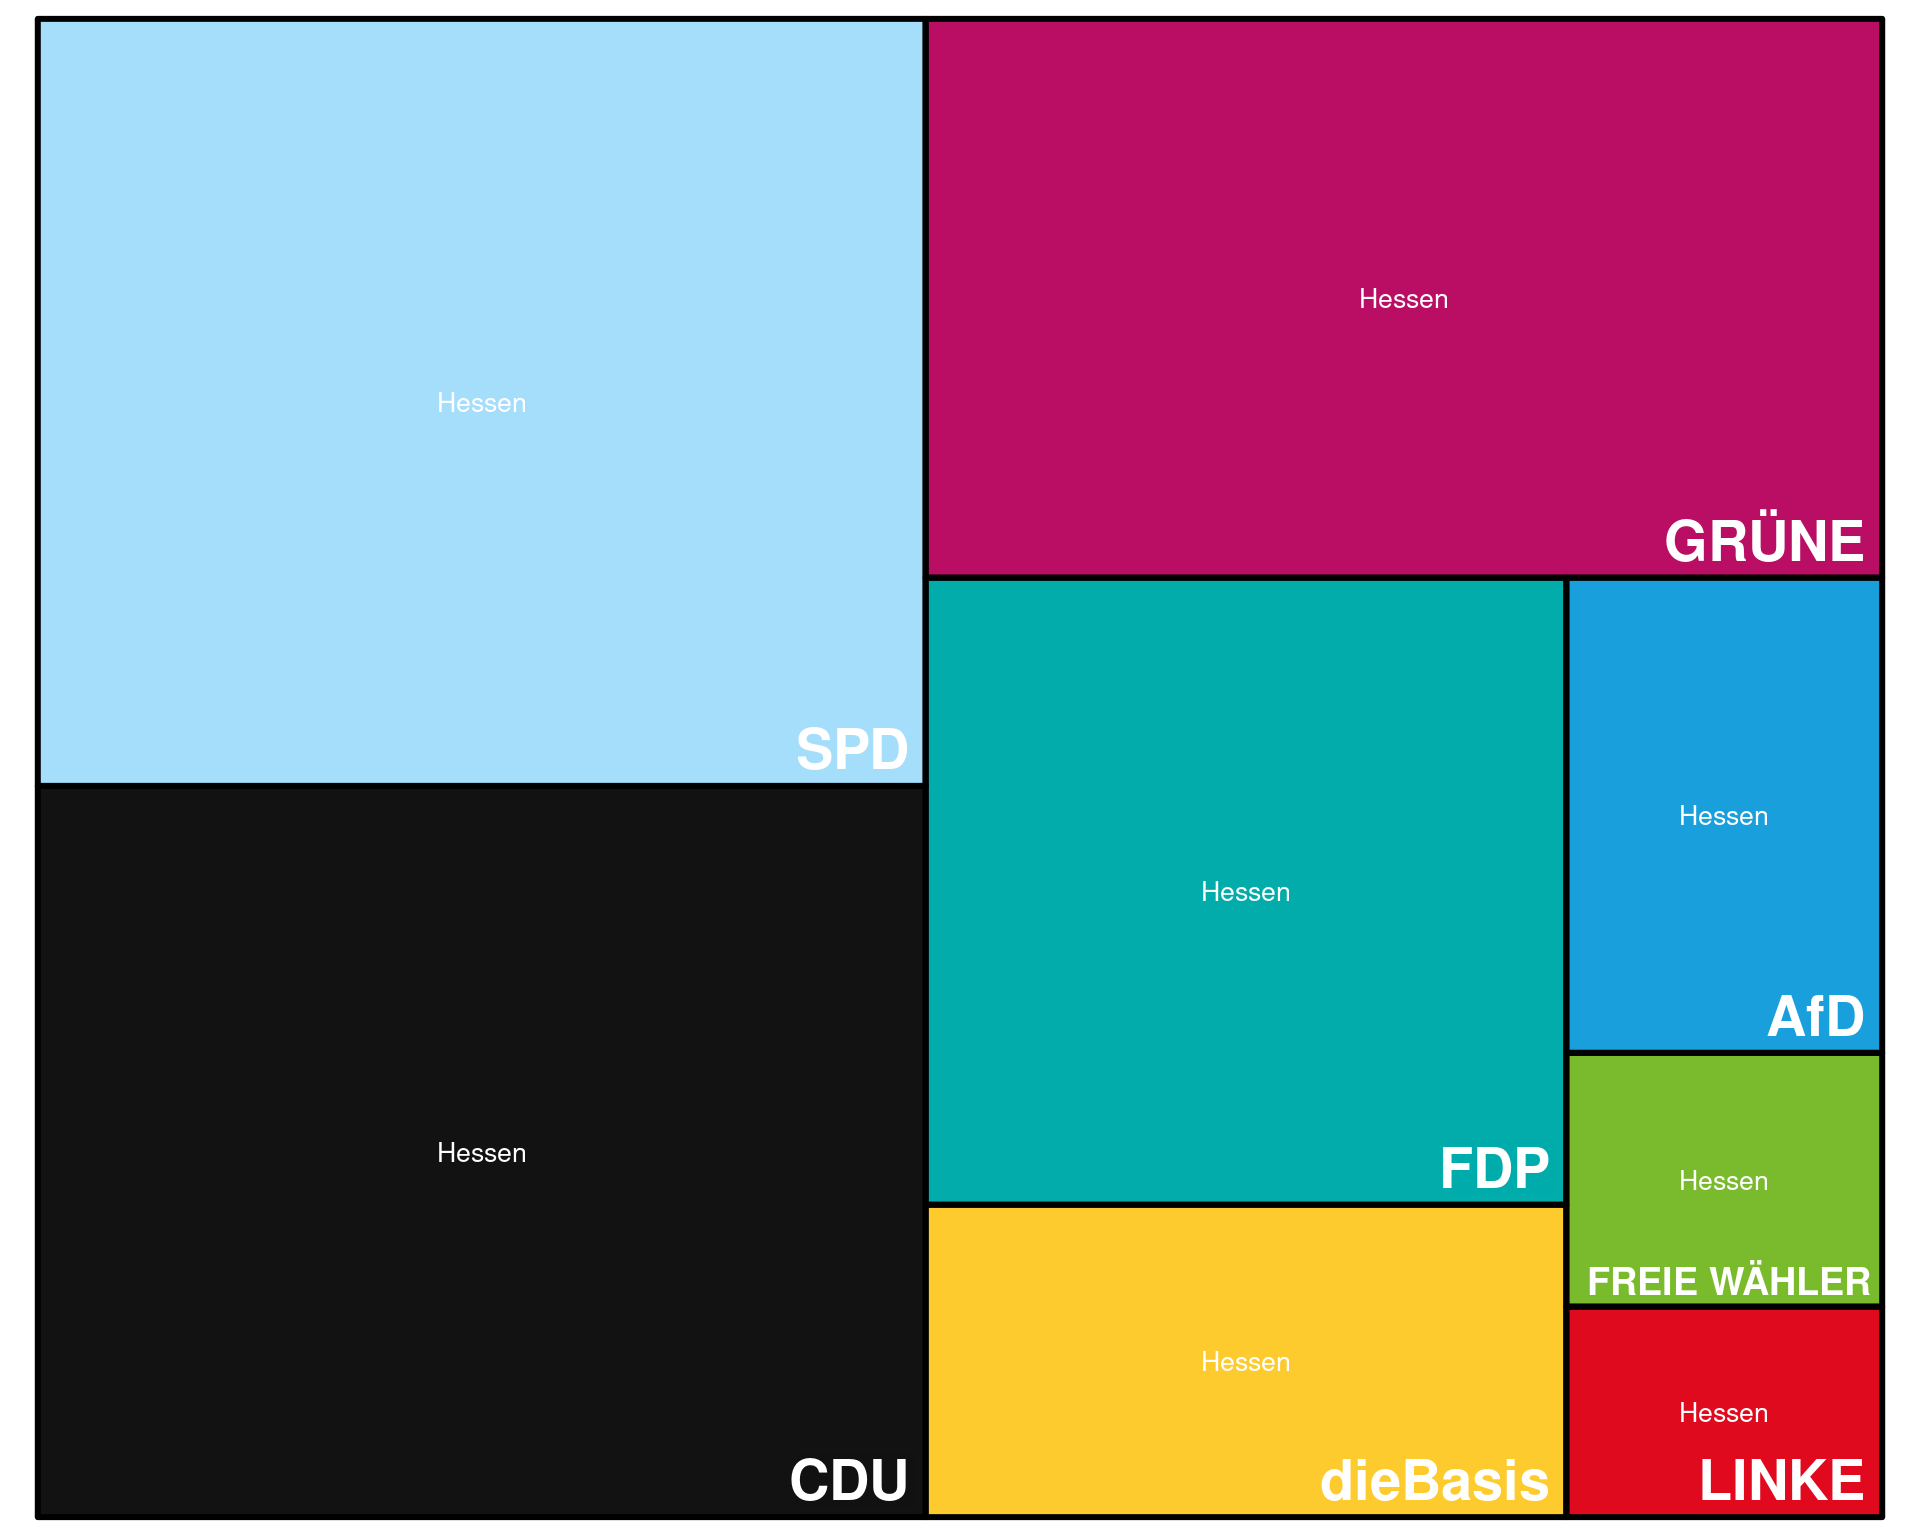 Hessen
SPD
Hessen
CDU
Hessen
GRÜNE
Hessen
FDP
Hessen
dieBasis
Hessen
AfD
Hessen
FREIE WÄHLER
Hessen
LINKE